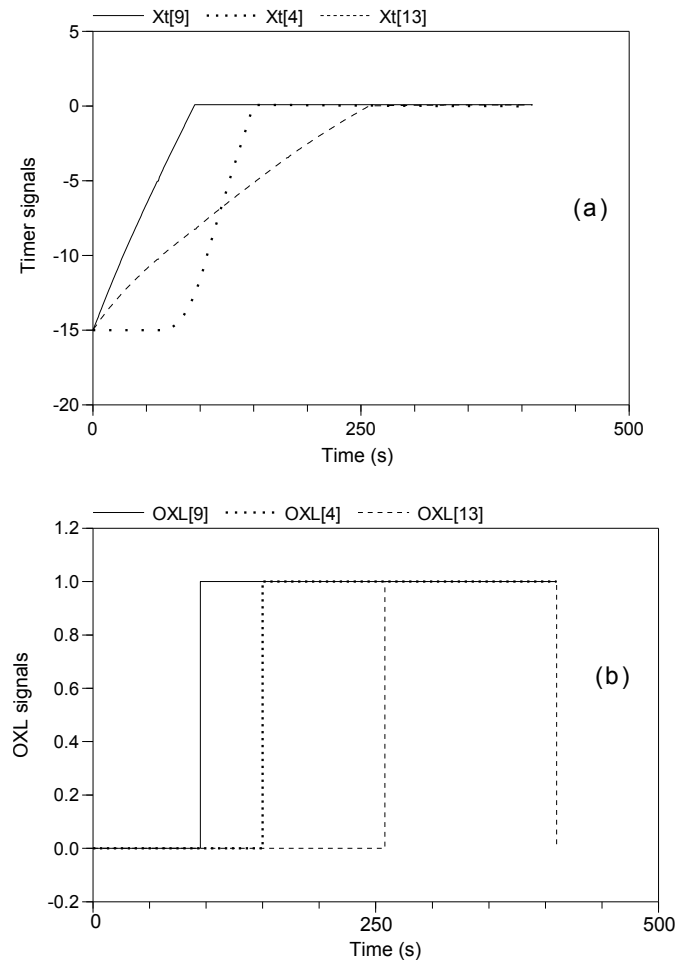 Xt[9] Xt[4] Xt[13]
5
0
-5
-10
-15
-20
Timer signals
(a)
0 250 500
Time (s)
OXL[9] OXL[4] OXL[13]
1.2
1.0
0.8
0.6
0.4
0.2
0.0
-0.2
OXL signals
(b)
0 250 500
Time (s)